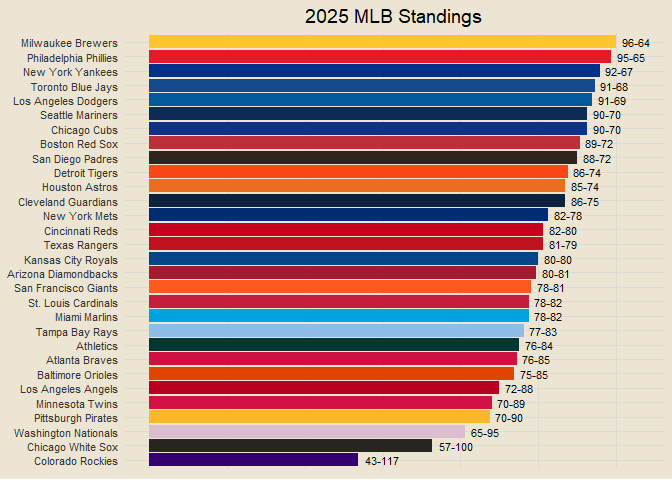 2025 MLB Standings
Milwaukee Brewers 96-64
Philadelphia Phillies 95-65
New York Yankees 92-67
Toronto Blue Jays 91-68
Los Angeles Dodgers 91-69
Seattle Mariners 90-70
Chicago Cubs 90-70
Boston Red Sox 89-72
San Diego Padres 88-72
Detroit Tigers 86-74
Houston Astros 85-74
Cleveland Guardians 86-75
New York Mets 82-78
Cincinnati Reds 82-80
Texas Rangers 81-79
Kansas City Royals 80-80
Arizona Diamondbacks 80-81
San Francisco Giants 78-81
St. Louis Cardinals 78-82
Miami Marlins 78-82
Tampa Bay Rays 77-83
Athletics 76-84
Atlanta Braves 76-85
Baltimore Orioles 75-85
Los Angeles Angels 72-88
Minnesota Twins 70-89
Pittsburgh Pirates 70-90
Washington Nationals 65-95
Chicago White Sox 57-100
Colorado Rockies 43-117